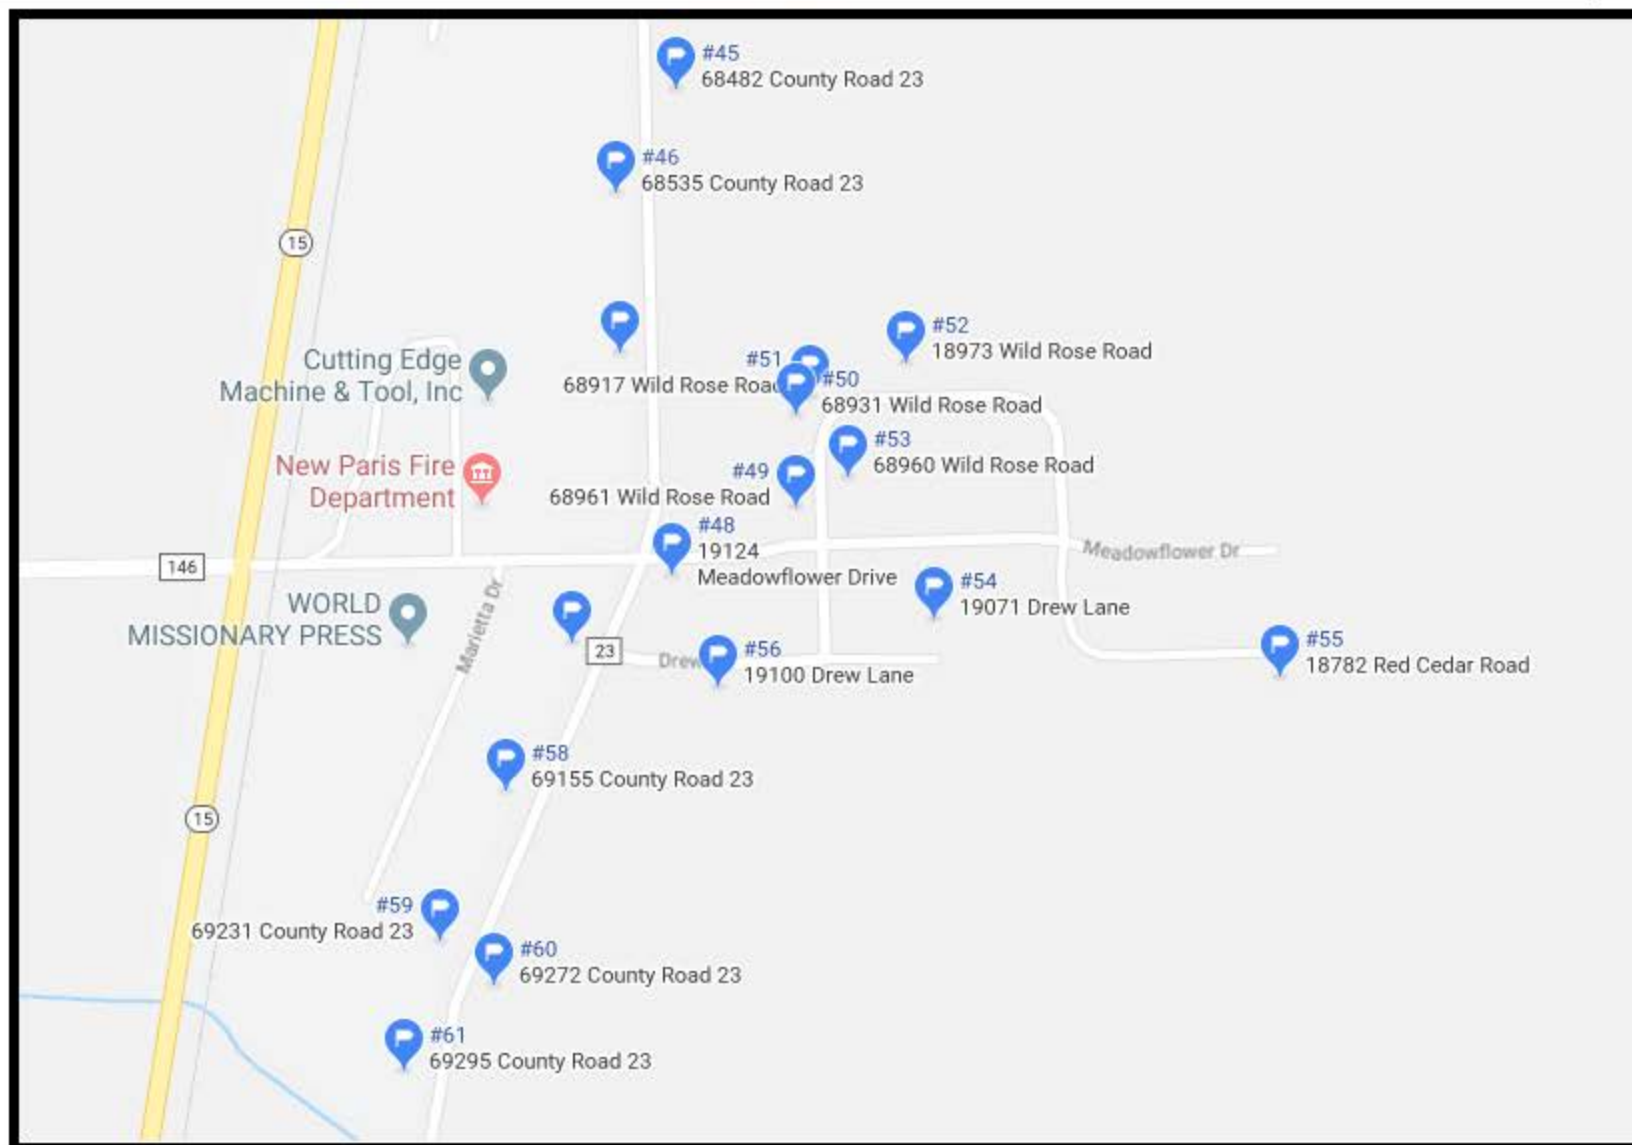 #45
68482 County Road 23
#46
68535 County Road 23
15
#52
18973 Wild Rose Road
Cutting Edge
Machine & Tool, Inc
#51
68917 Wild Rose Road
#50
68931 Wild Rose Road
#53
68960 Wild Rose Road
New Paris Fire
Department
#49
68961 Wild Rose Road
#48
19124
Meadowflower Drive
Meadowflower Dr
146
#54
19071 Drew Lane
WORLD
MISSIONARY PRESS
Marietta Dr
23
Drew
#56
19100 Drew Lane
#55
18782 Red Cedar Road
#58
69155 County Road 23
15
#59
69231 County Road 23
#60
69272 County Road 23
#61
69295 County Road 23